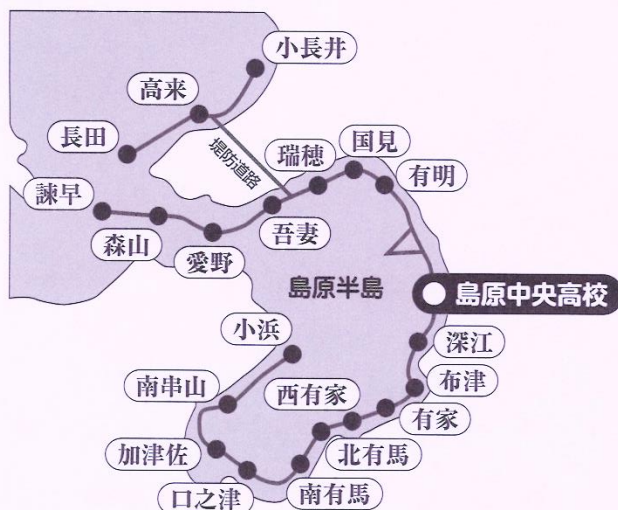 小長井
高来
長田
堤防道路
国見
瑞穂
有明
諫早
吾妻
森山
愛野
島原半島
島原中央高校
小浜
深江
南串山
西有家
布津
有家
加津佐
北有馬
口之津
南有馬